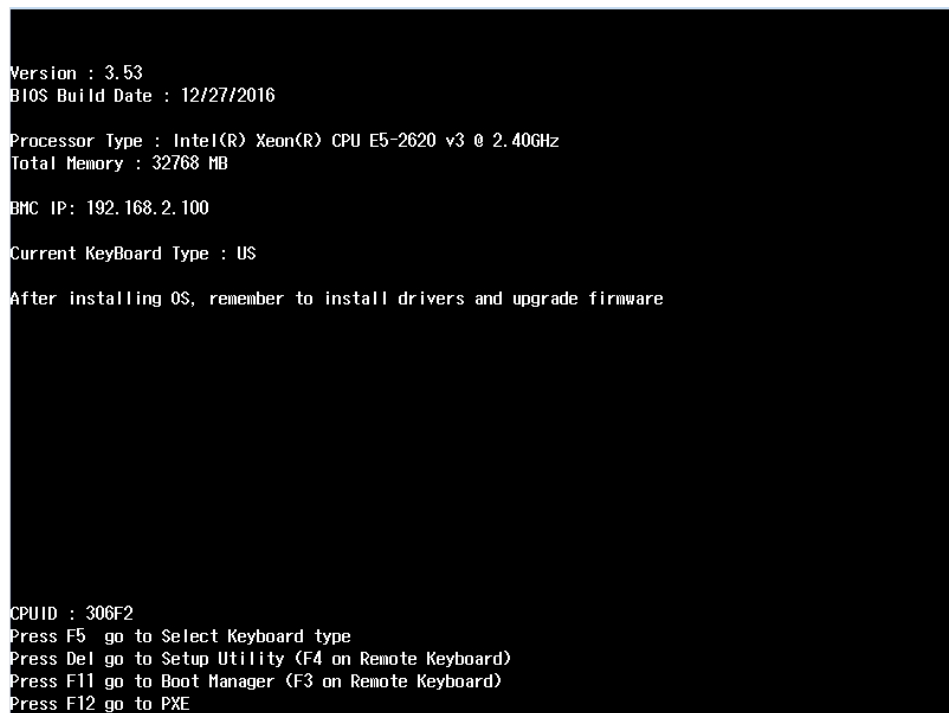 Version : 3.53
BIOS Build Date : 12/27/2016
Processor Type : Intel(R) Xeon(R) CPU E5-2620 v3 @ 2.40GHz
Total Memory : 32768 MB
BMC IP: 192.168.2.100
Current KeyBoard Type : US
After installing OS, remember to install drivers and upgrade firmware
CPUID : 306F2
Press F5  go to Select Keyboard type
Press Del go to Setup Utility (F4 on Remote Keyboard)
Press F11 go to Boot Manager (F3 on Remote Keyboard)
Press F12 go to PXE